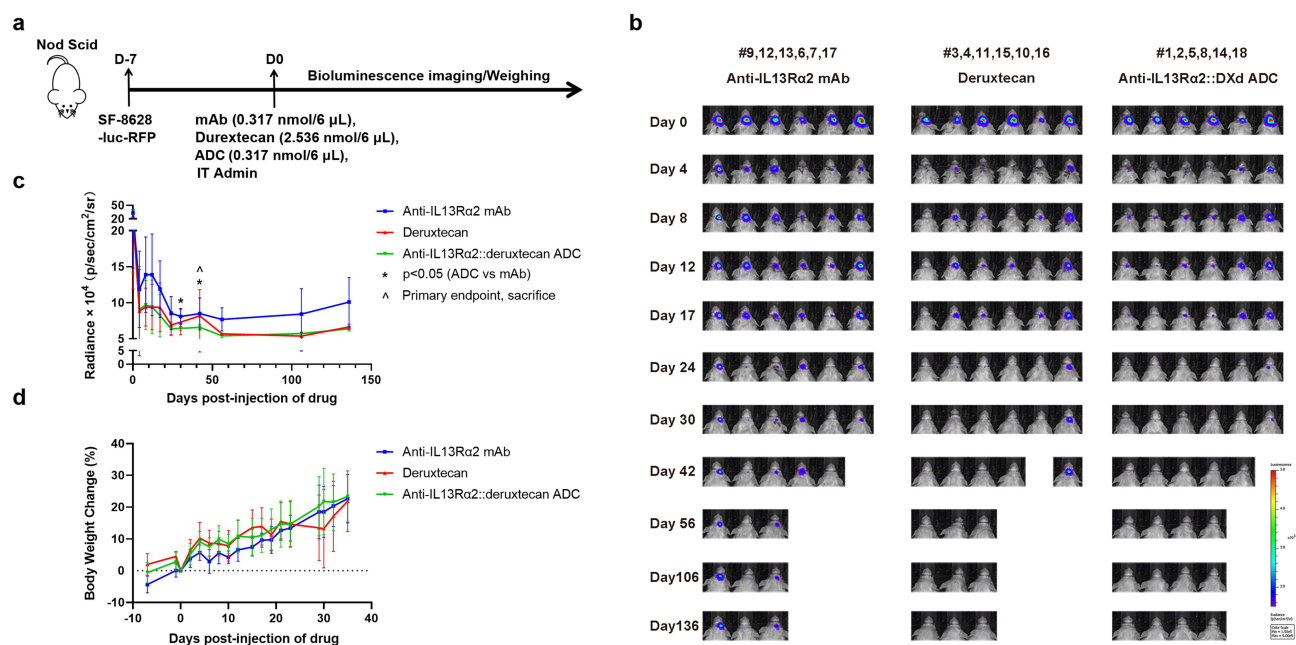 a
Nod Scid
D-7
D0
Bioluminescence imaging/Weighing
SF-8628
-luc-RFP
mAb (0.317 nmol/6 μL),
Durextecan (2.536 nmol/6 μL),
ADC (0.317 nmol/6 μL),
IT Admin
b
#9,12,13,6,7,17
#3,4,11,15,10,16
#1,2,5,8,14,18
Anti-IL13Rα2 mAb
Deruxtecan
Anti-IL13Rα2::DXd ADC
Day 0
Day 4
Day 8
Day 12
Day 17
Day 24
Day 30
Day 42
Day 56
Day106
Day136
Luminescence
Radiance
(p/sec/cm²/sr)
Color Scale
c
Radiance × 10⁴ (p/sec/cm²/sr)
50
20
20
15
10
5
5
0
0
50
100
150
Days post-injection of drug
Anti-IL13Rα2 mAb
Deruxtecan
Anti-IL13Rα2::deruxtecan ADC
* p<0.05 (ADC vs mAb)
^ Primary endpoint, sacrifice
^
*
*
d
Body Weight Change (%)
40
30
20
10
0
-10
-10
0
10
20
30
40
Days post-injection of drug
Anti-IL13Rα2 mAb
Deruxtecan
Anti-IL13Rα2::deruxtecan ADC